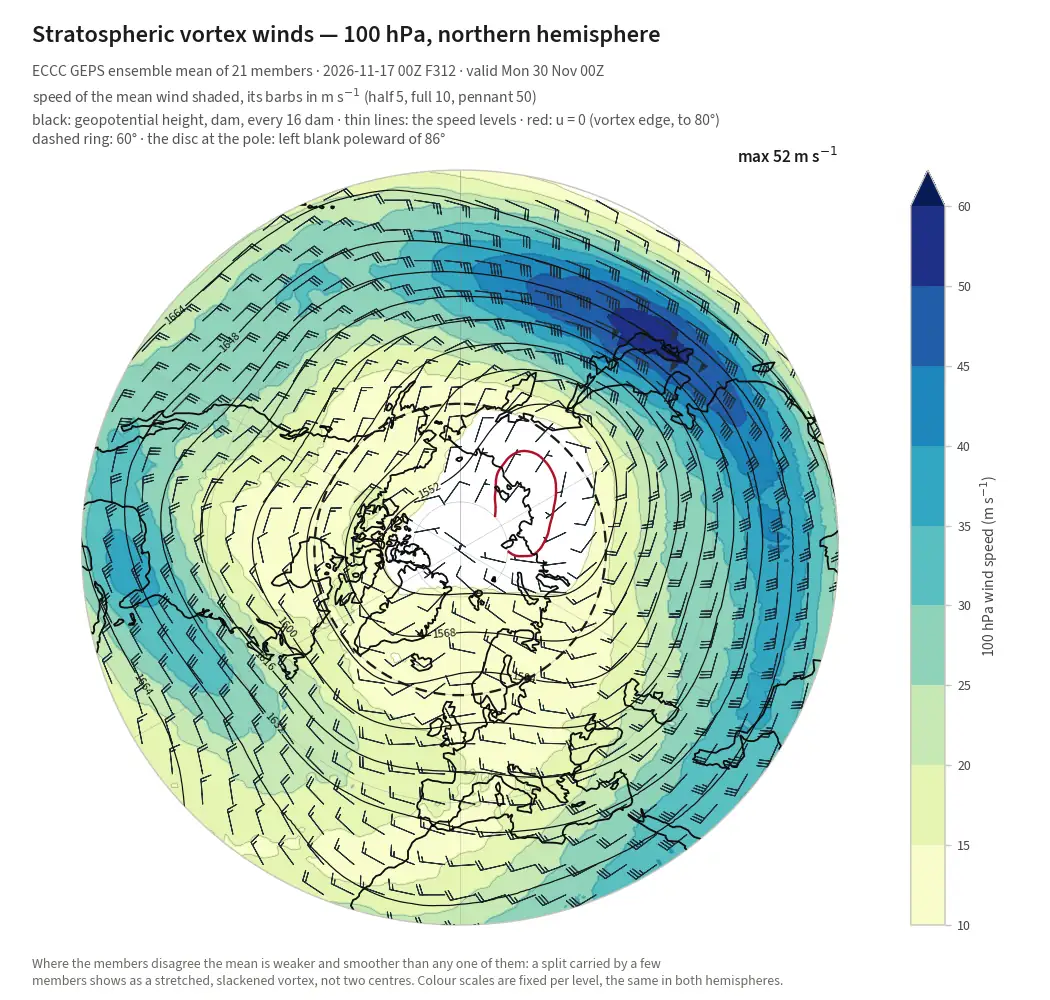 Stratospheric vortex winds — 100 hPa, northern hemisphere
ECCC GEPS ensemble mean of 21 members · 2026-11-17 00Z F312 · valid Mon 30 Nov 00Z
speed of the mean wind shaded, its barbs in m s⁻¹ (half 5, full 10, pennant 50)
black: geopotential height, dam, every 16 dam · thin lines: the speed levels · red: u = 0 (vortex edge, to 80°)
dashed ring: 60° · the disc at the pole: left blank poleward of 86°
max 52 m s⁻¹
60
50
45
40
35
30
25
20
15
10
100 hPa wind speed (m s⁻¹)
1664
1648
1552
1600
1616
1568
1664
Where the members disagree the mean is weaker and smoother than any one of them: a split carried by a few
members shows as a stretched, slackened vortex, not two centres. Colour scales are fixed per level, the same in both hemispheres.